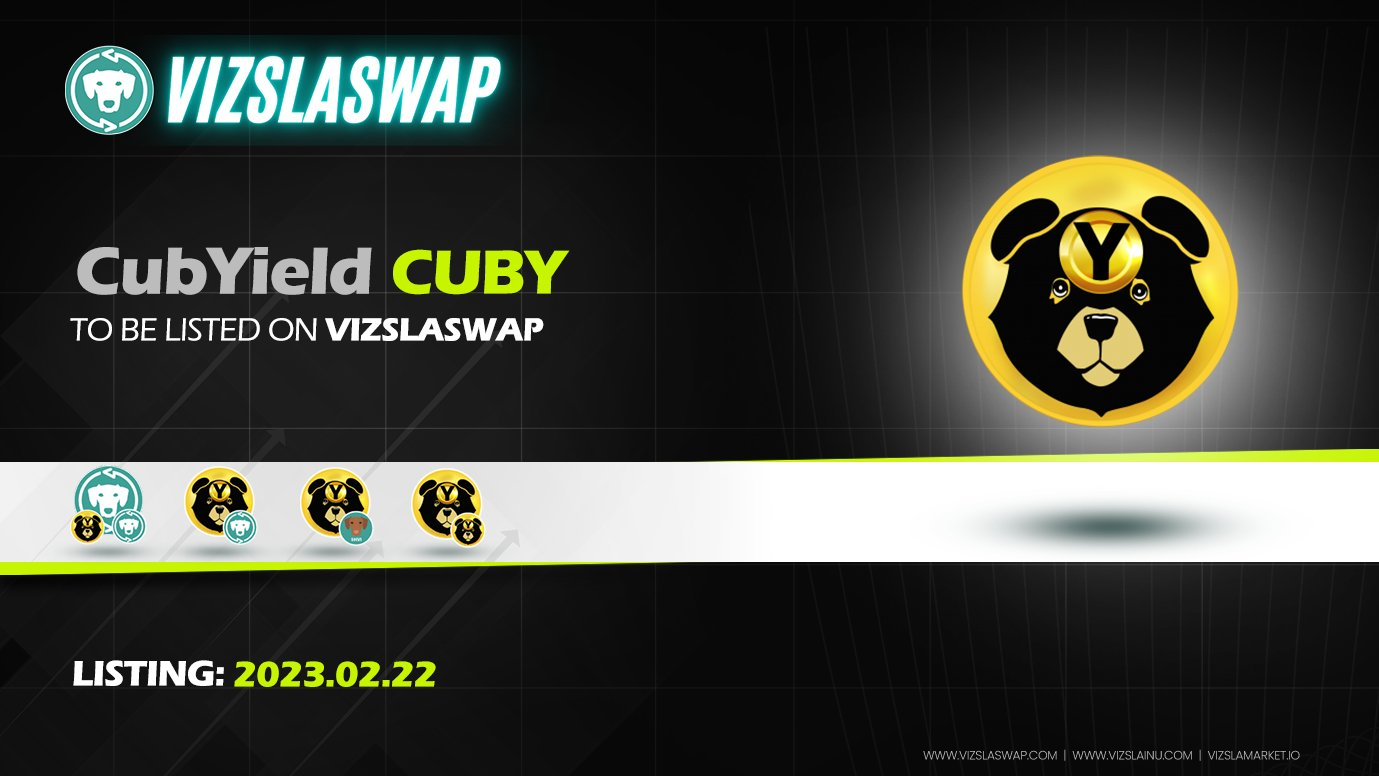 VIZSLASWAP
CubYield CUBY
TO BE LISTED ON VIZSLASWAP
Y
LISTING: 2023.02.22
WWW.VIZSLASWAP.COM | WWW.VIZSLAINU.COM | VIZSLAMARKET.IO